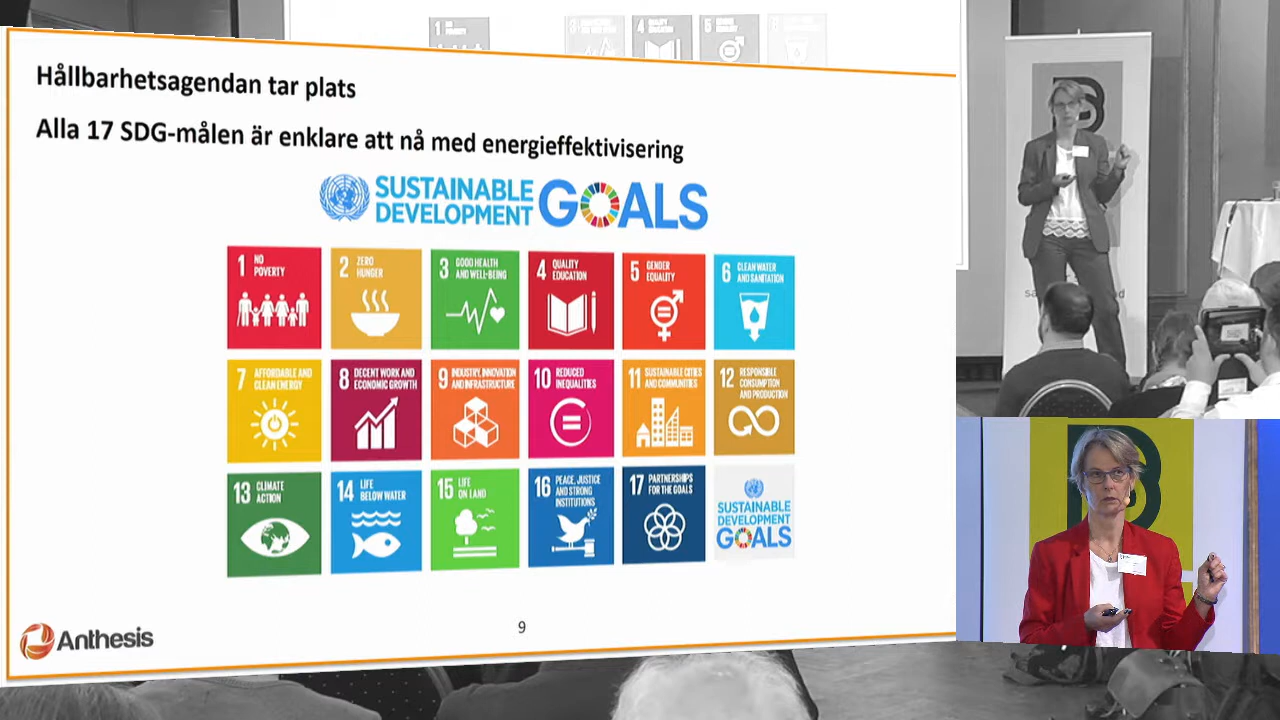 Hållbarhetsagendan tar plats
Alla 17 SDG-målen är enklare att nå med energieffektivisering
SUSTAINABLE
DEVELOPMENT
GOALS
1 NO
POVERTY
2 ZERO
HUNGER
3 GOOD HEALTH
AND WELL-BEING
4 QUALITY
EDUCATION
5 GENDER
EQUALITY
6 CLEAN WATER
AND SANITATION
7 AFFORDABLE AND
CLEAN ENERGY
8 DECENT WORK AND
ECONOMIC GROWTH
9 INDUSTRY, INNOVATION
AND INFRASTRUCTURE
10 REDUCED
INEQUALITIES
11 SUSTAINABLE CITIES
AND COMMUNITIES
12 RESPONSIBLE
CONSUMPTION
AND PRODUCTION
13 CLIMATE
ACTION
14 LIFE
BELOW WATER
15 LIFE
ON LAND
16 PEACE, JUSTICE
AND STRONG
INSTITUTIONS
17 PARTNERSHIPS
FOR THE GOALS
SUSTAINABLE
DEVELOPMENT
GOALS
Anthesis
9